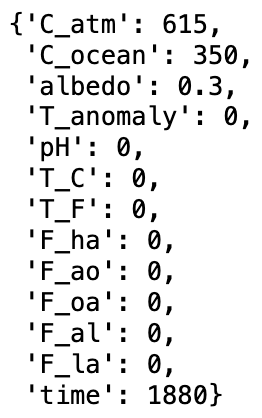 {'C_atm': 615,
'C_ocean': 350,
'albedo': 0.3,
'T_anomaly': 0,
'pH': 0,
'T_C': 0,
'T_F': 0,
'F_ha': 0,
'F_ao': 0,
'F_oa': 0,
'F_al': 0,
'F_la': 0,
'time': 1880}